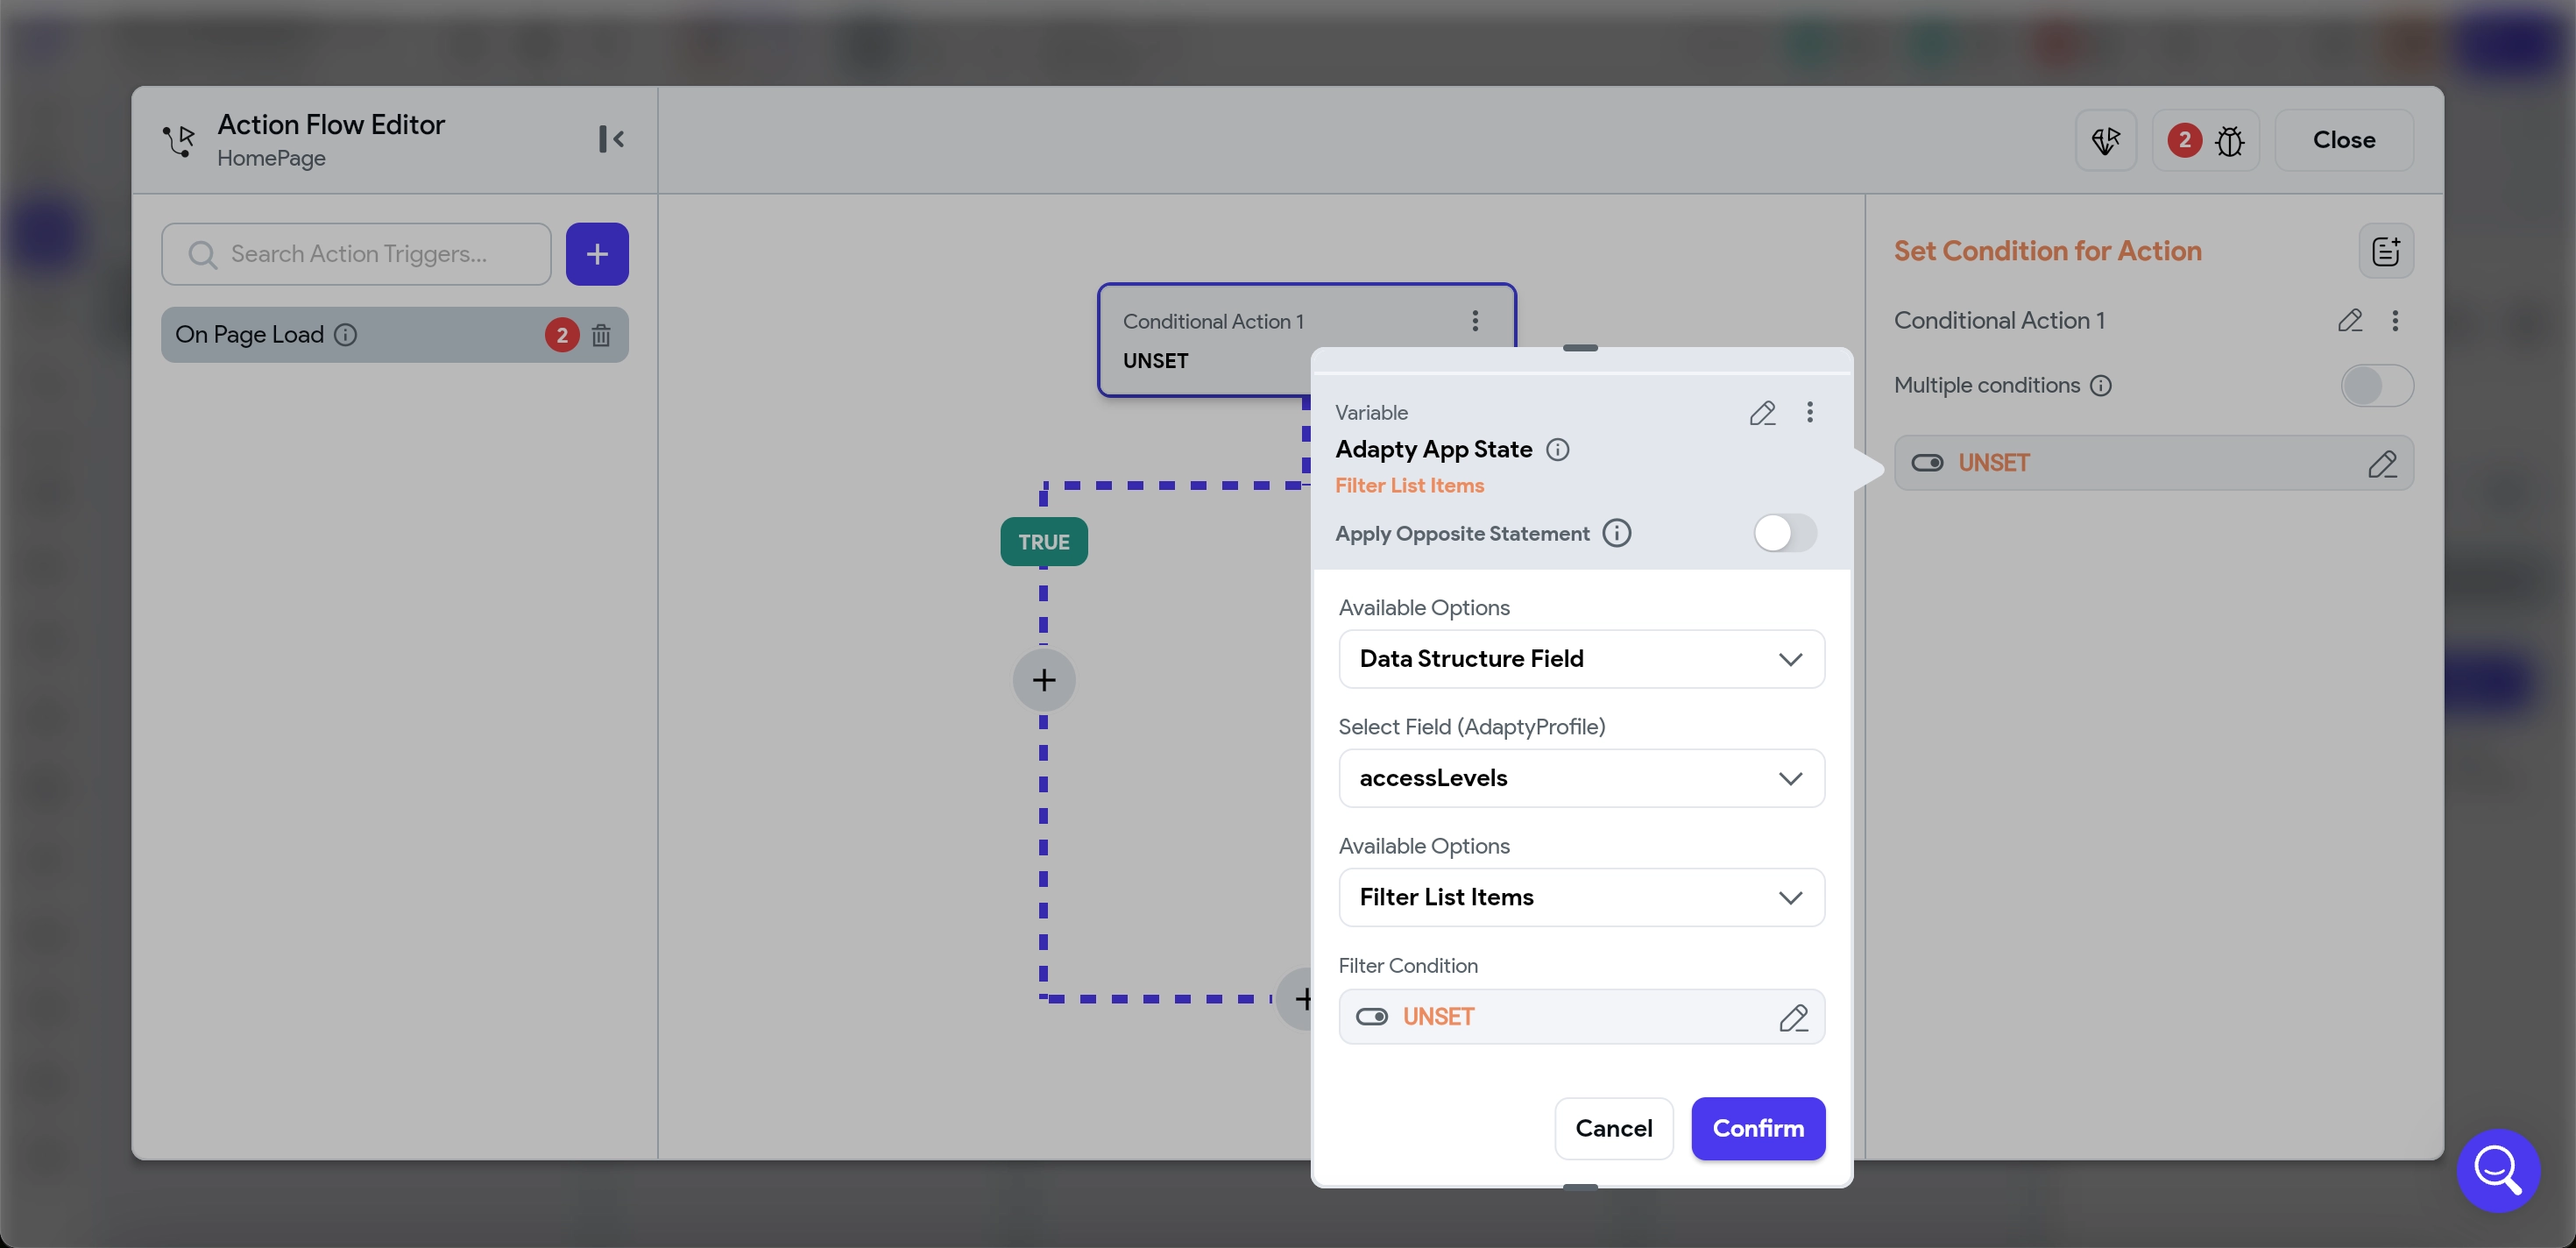 Action Flow Editor
HomePage
2
Close
Search Action Triggers...
On Page Load
2
Conditional Action 1
UNSET
TRUE
Variable
Adapty App State
Filter List Items
Apply Opposite Statement
Available Options
Data Structure Field
Select Field (AdaptyProfile)
accessLevels
Available Options
Filter List Items
Filter Condition
UNSET
Cancel
Confirm
Set Condition for Action
Conditional Action 1
Multiple conditions
UNSET